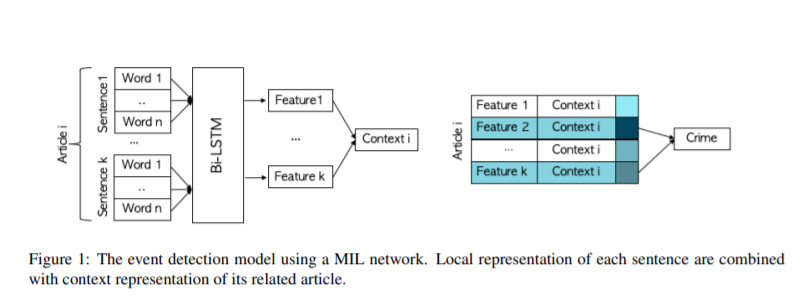 Article i
Sentence1
Word 1
..
Word n
...
Sentence k
Word 1
..
Word n
Bi-LSTM
Feature1
...
Feature k
Context i
Article i
Feature 1 Context i
Feature 2 Context i
... Context i
Feature k Context i
Crime
Figure 1: The event detection model using a MIL network. Local representation of each sentence are combined
with context representation of its related article.